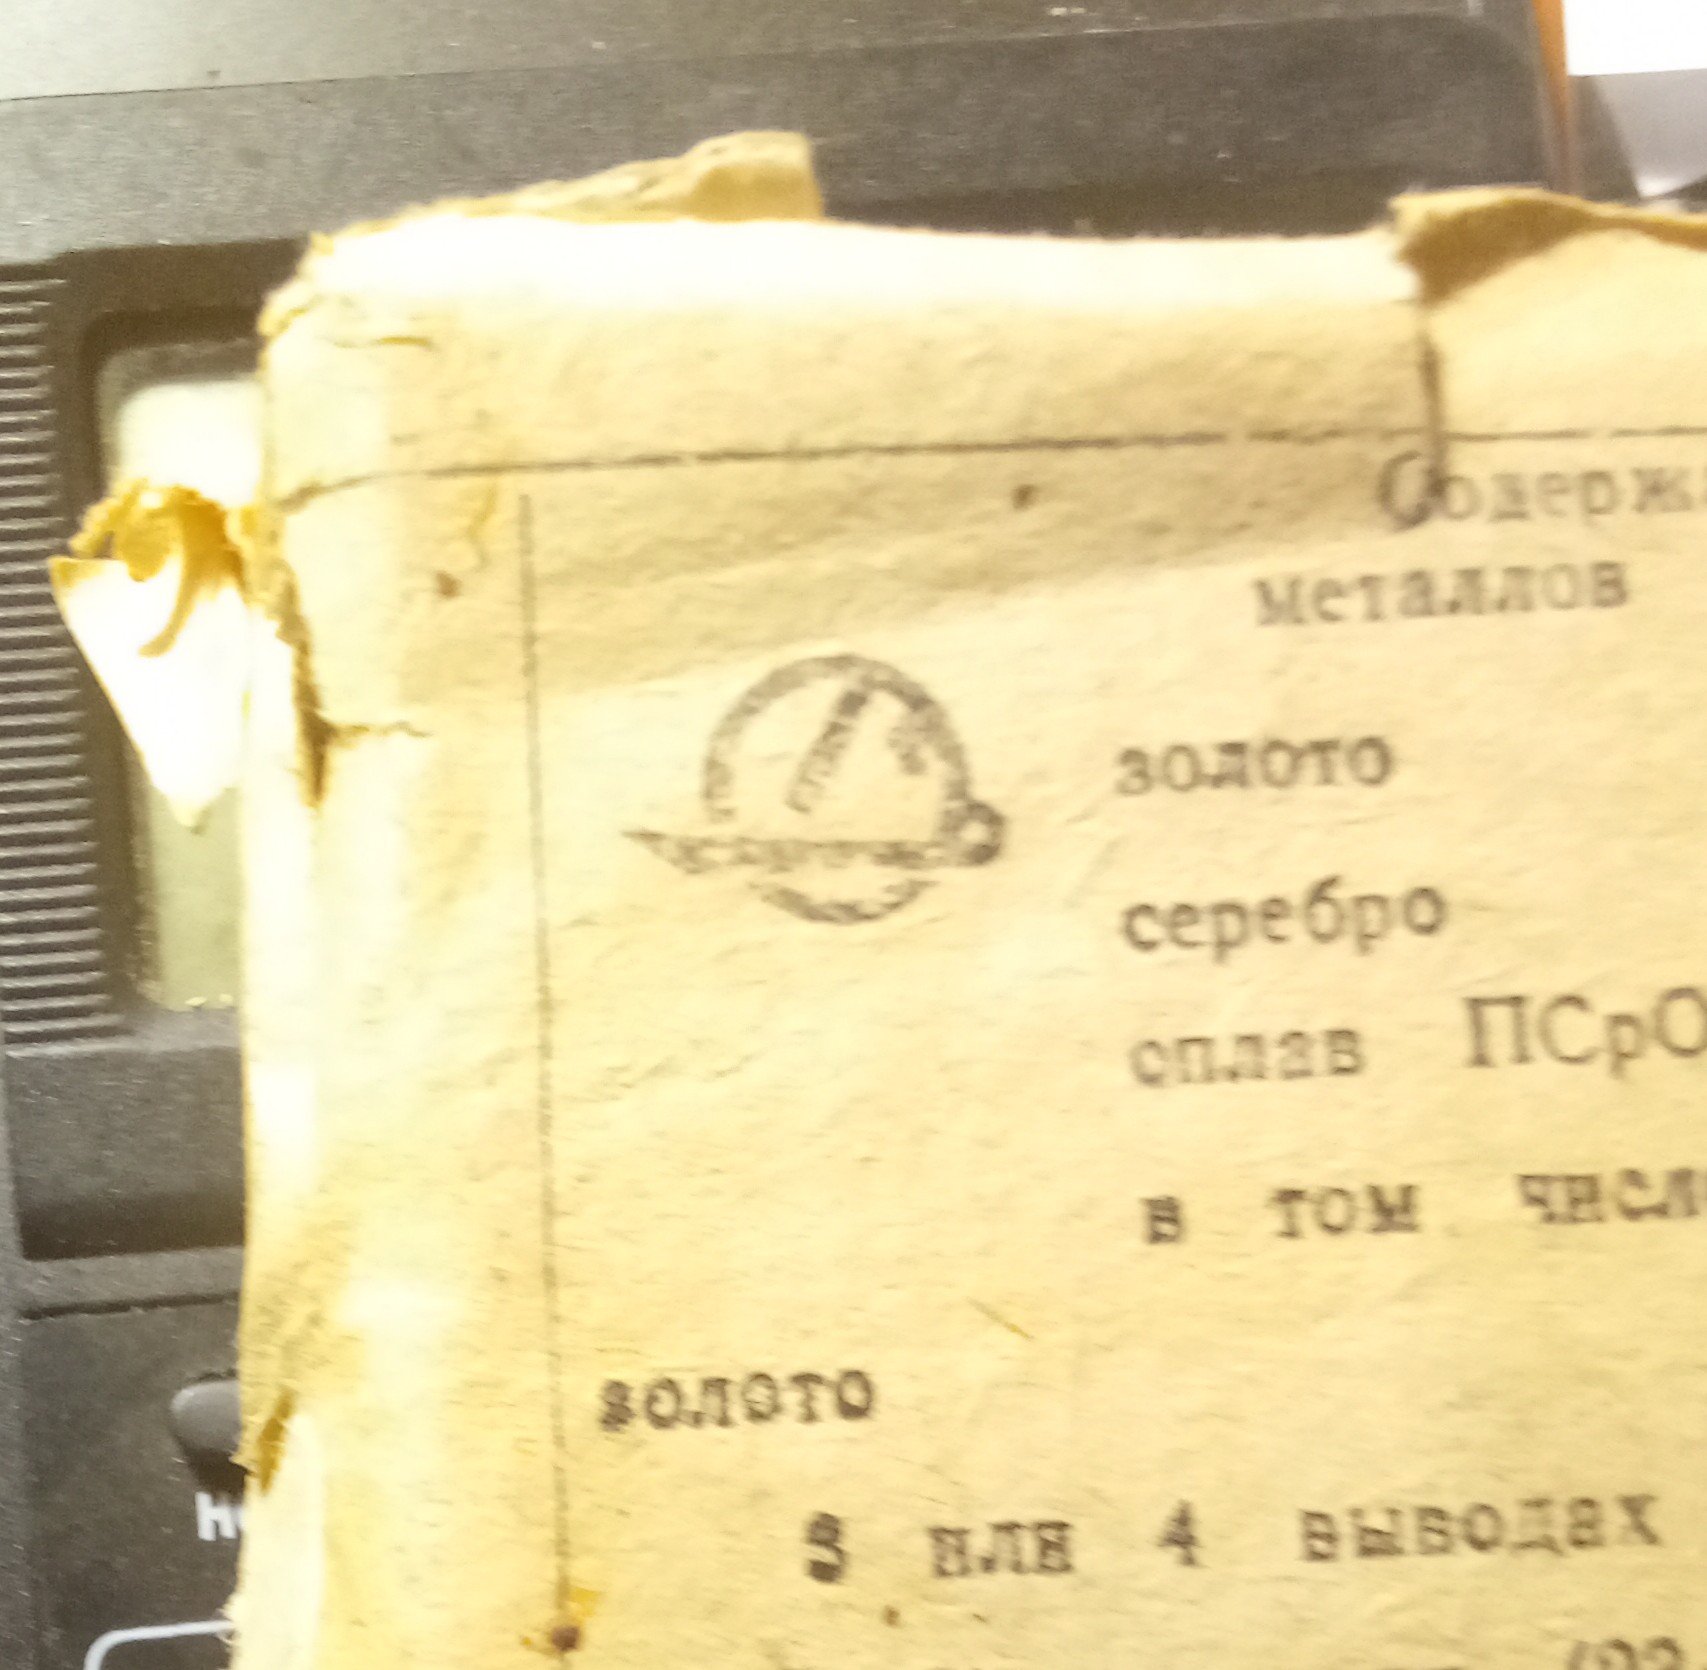 Содерж
металлов
золото
серебро
сплав ПСрО
в том числ
золото
3 или 4 выводах